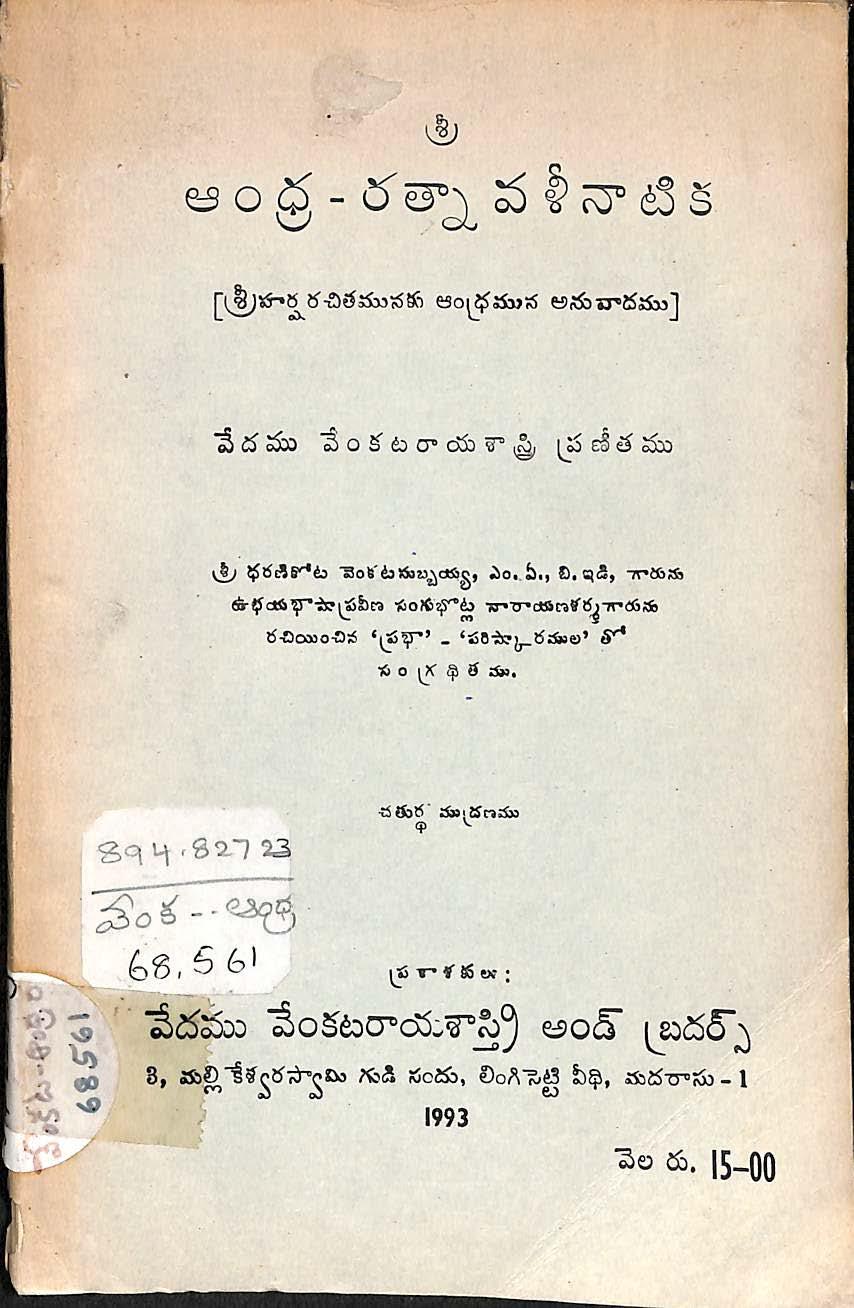 శ్రీ
ఆంధ్ర - రత్నావళీనాటిక
[శ్రీహర్ష రచితమునకు ఆంధ్రమున అనువాదము]
వేదము వేంకటరాయశాస్త్రి ప్రణీతము
శ్రీ ధరణికోట వెంకటసుబ్బయ్య, ఎం. ఏ., బి. ఇడి, గారును
ఉభయభాషాప్రవీణ సంగుభొట్ల నారాయణశర్మగారును
రచియించిన ‘ప్రభా’ - ‘పరిష్కారముల’ తో
సంగ్రథితము.
చతుర్థ ముద్రణము
894.82723
వేంక -- ఆంధ్ర
68,561
ప్రకాశకులు :
వేదము వేంకటరాయశాస్త్రి అండ్ బ్రదర్స్
3, మల్లికేశ్వరస్వామి గుడి సందు, లింగిసెట్టి వీధి, మదరాసు - 1
1993
వెల రు. 15-00
68561